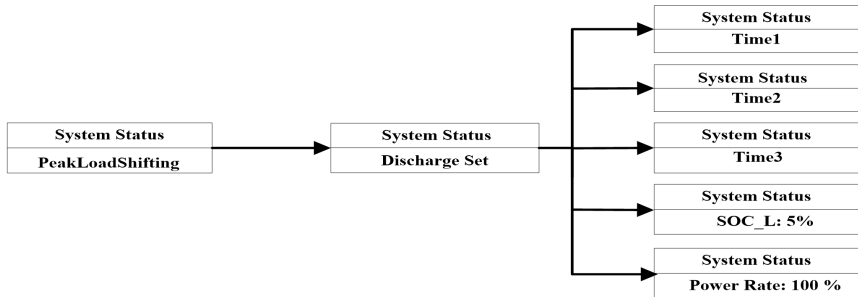 System Status
PeakLoadShifting
System Status
Discharge Set
System Status
Time1
System Status
Time2
System Status
Time3
System Status
SOC_L: 5%
System Status
Power Rate: 100 %